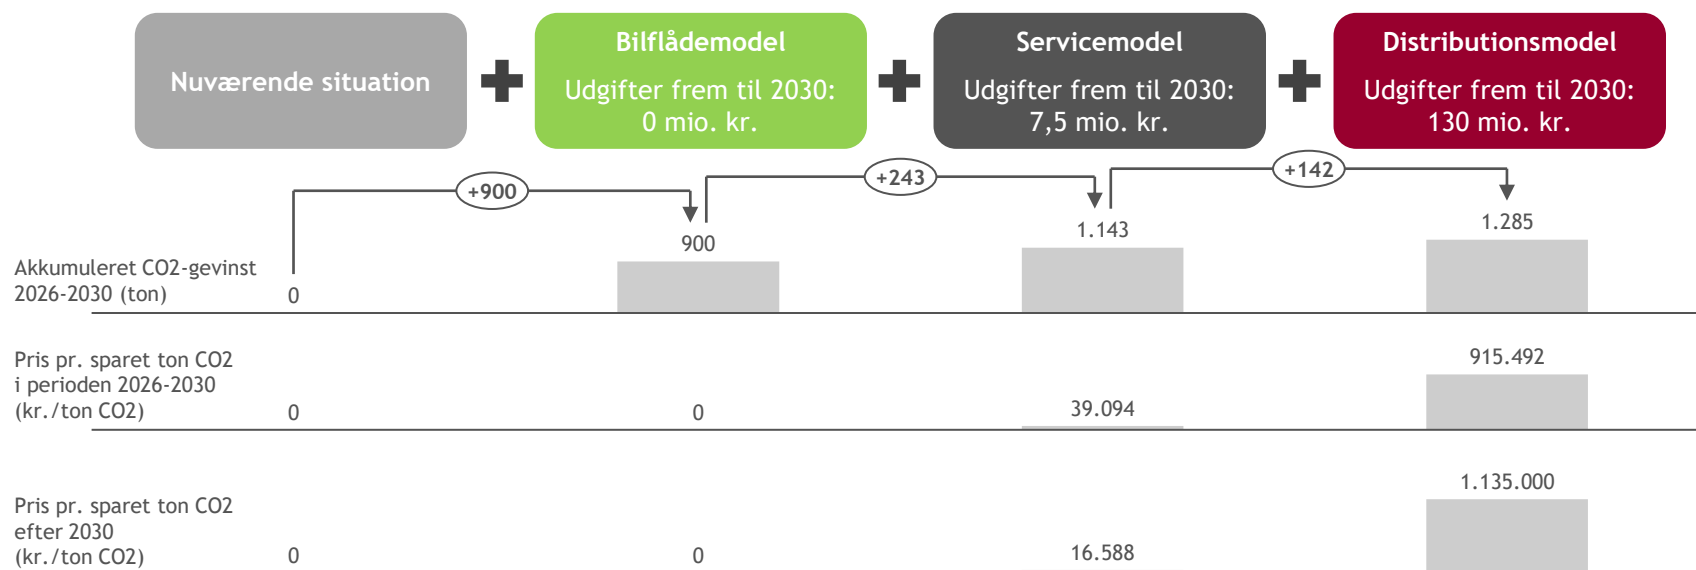 Nuværende situation
Bilflådemodel
Udgifter frem til 2030:
0 mio. kr.
Servicemodel
Udgifter frem til 2030:
7,5 mio. kr.
Distributionsmodel
Udgifter frem til 2030:
130 mio. kr.
+900
+243
+142
Akkumuleret CO2-gevinst
2026-2030 (ton)
0
900
1.143
1.285
Pris pr. sparet ton CO2
i perioden 2026-2030
(kr./ton CO2)
0
0
39.094
915.492
Pris pr. sparet ton CO2
efter 2030
(kr./ton CO2)
0
0
16.588
1.135.000